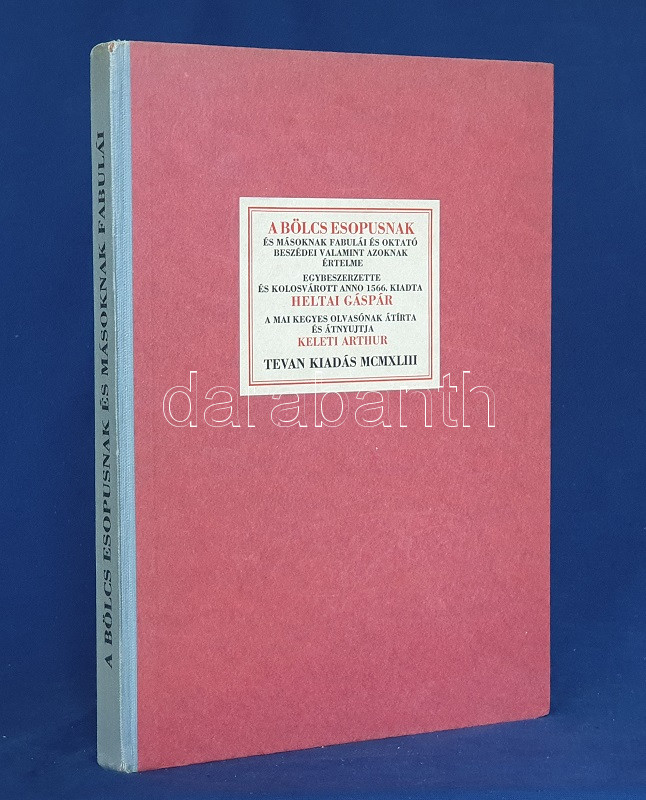 A BÖLCS ESOPUSNAK ÉS MÁSOKNAK FABULÁI
A BÖLCS ESOPUSNAK
ÉS MÁSOKNAK FABULÁI ÉS OKTATÓ
BESZÉDEI VALAMINT AZOKNAK
ÉRTELME
EGYBESZERZETTE
ÉS KOLOSVÁROTT ANNO 1566. KIADTA
HELTAI GÁSPÁR
A MAI KEGYES OLVASÓNAK ÁTÍRTA
ÉS ÁTNYUJTJA
KELETI ARTHUR
TEVAN KIADÁS MCMXLIII
darabanth